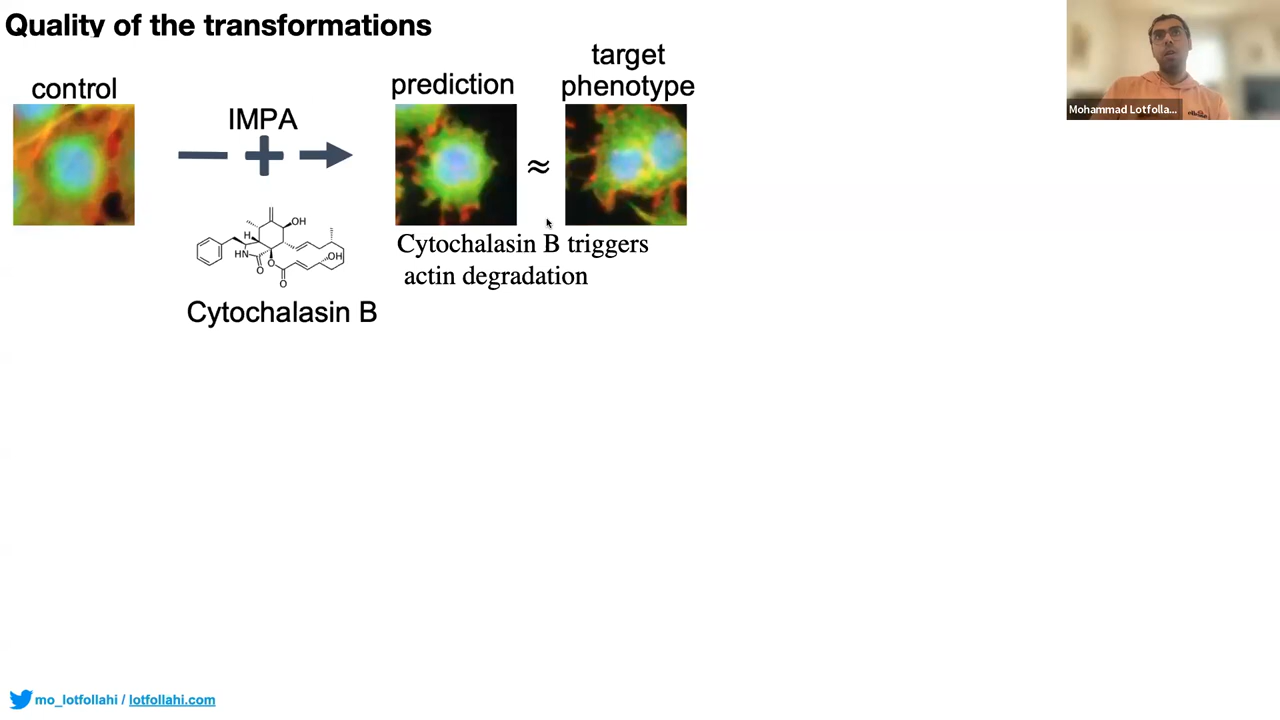 Quality of the transformations
control
IMPA
prediction
target
phenotype
≈
OH
H
HN
O
O
O
OH
Cytochalasin B
Cytochalasin B triggers
actin degradation
Mohammad Lotfolla...
mo_lotfollahi / lotfollahi.com